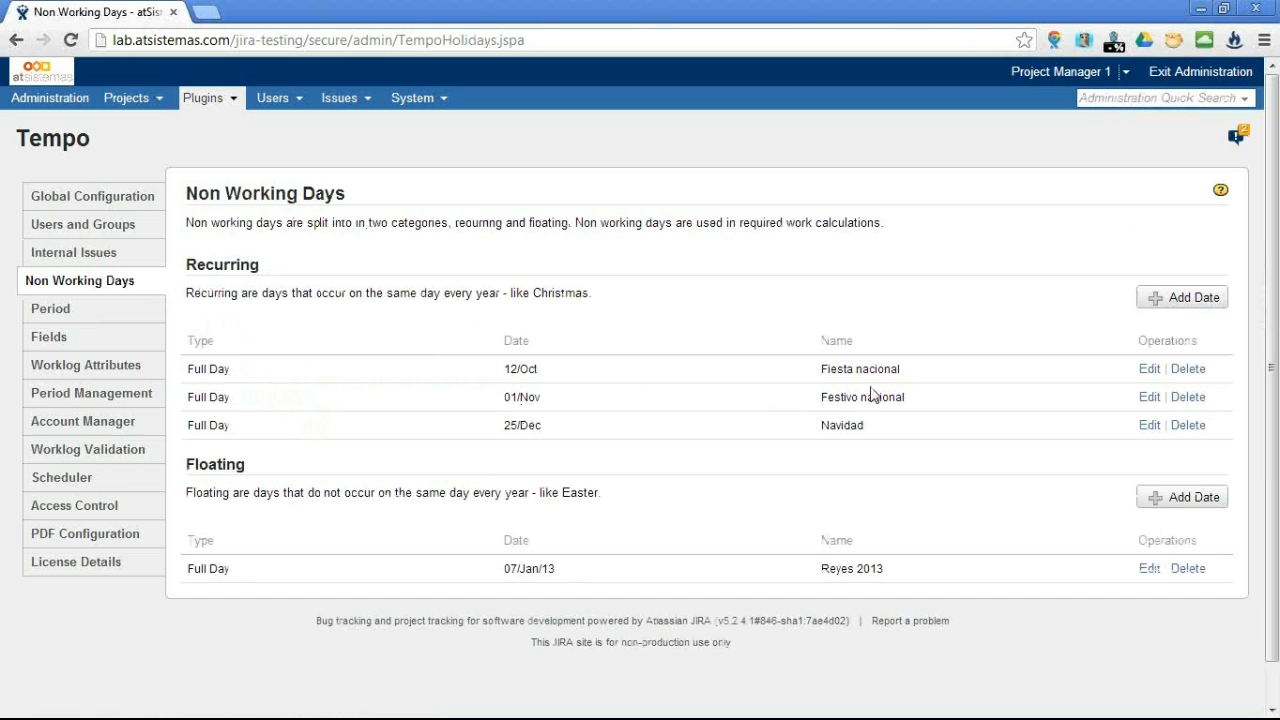 Non Working Days - atSis
lab.atsistemas.com/jira-testing/secure/admin/TempoHolidays.jspa
atsistemas
Project Manager 1 Exit Administration
Administration Projects Plugins Users Issues System Administration Quick Search
Tempo
2
Global Configuration
Users and Groups
Internal Issues
Non Working Days
Period
Fields
Worklog Attributes
Period Management
Account Manager
Worklog Validation
Scheduler
Access Control
PDF Configuration
License Details
Non Working Days
Non working days are split into in two categories, recurring and floating. Non working days are used in required work calculations.
Recurring
Recurring are days that occur on the same day every year - like Christmas.
Add Date
Type Date Name Operations
Full Day 12/Oct Fiesta nacional Edit | Delete
Full Day 01/Nov Festivo nacional Edit | Delete
Full Day 25/Dec Navidad Edit | Delete
Floating
Floating are days that do not occur on the same day every year - like Easter.
Add Date
Type Date Name Operations
Full Day 07/Jan/13 Reyes 2013 Edit Delete
Bug tracking and project tracking for software development powered by Atlassian JIRA (v5.2.4.1#846-sha1:7ae4d02) | Report a problem
This JIRA site is for non-production use only